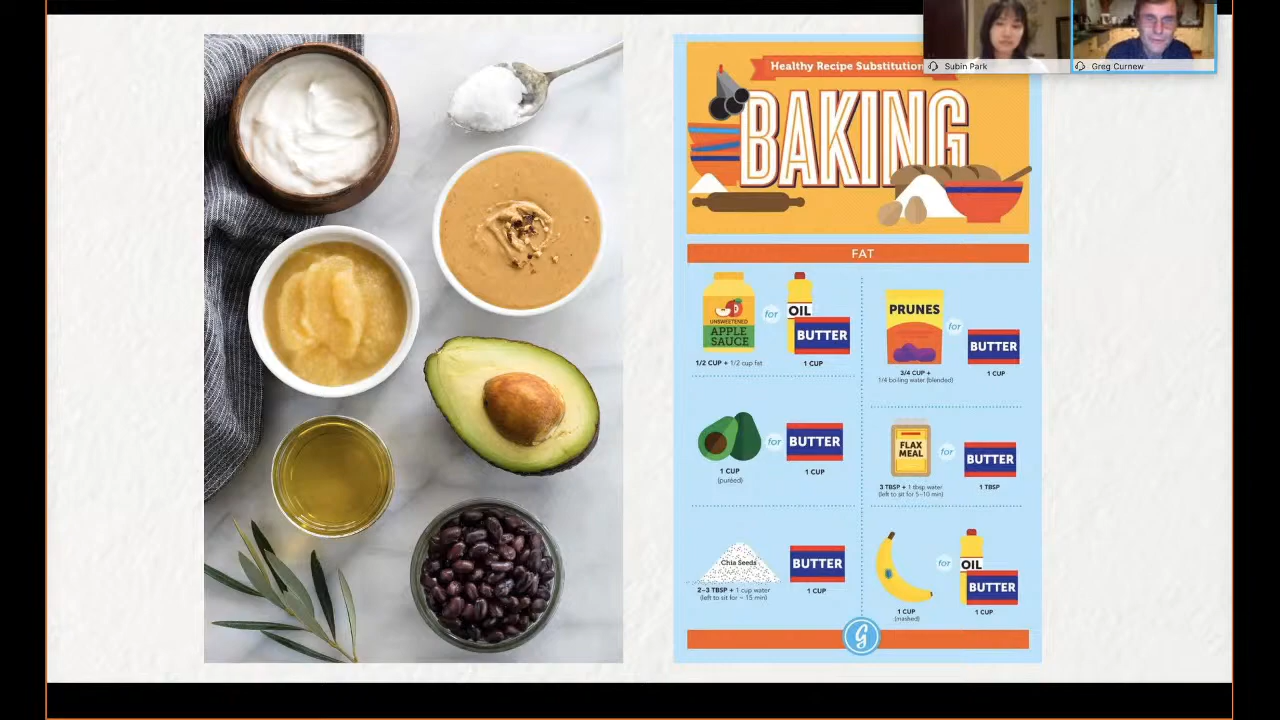 Subin Park
Greg Curnew
Healthy Recipe Substitution
BAKING
FAT
UNSWEETENED
APPLE
SAUCE
for
OIL
BUTTER
1/2 CUP + 1/2 cup fat
1 CUP
PRUNES
for
BUTTER
3/4 CUP +
1/4 boiling water (blended)
1 CUP
for
BUTTER
1 CUP
(puréed)
1 CUP
FLAX
MEAL
for
BUTTER
3 TBSP + 1 tbsp water
(left to sit for 5-10 min)
1 TBSP
Chia Seeds
BUTTER
2-3 TBSP + 1 cup water
(left to sit for ~ 15 min)
1 CUP
for
OIL
BUTTER
1 CUP
(mashed)
1 CUP
G